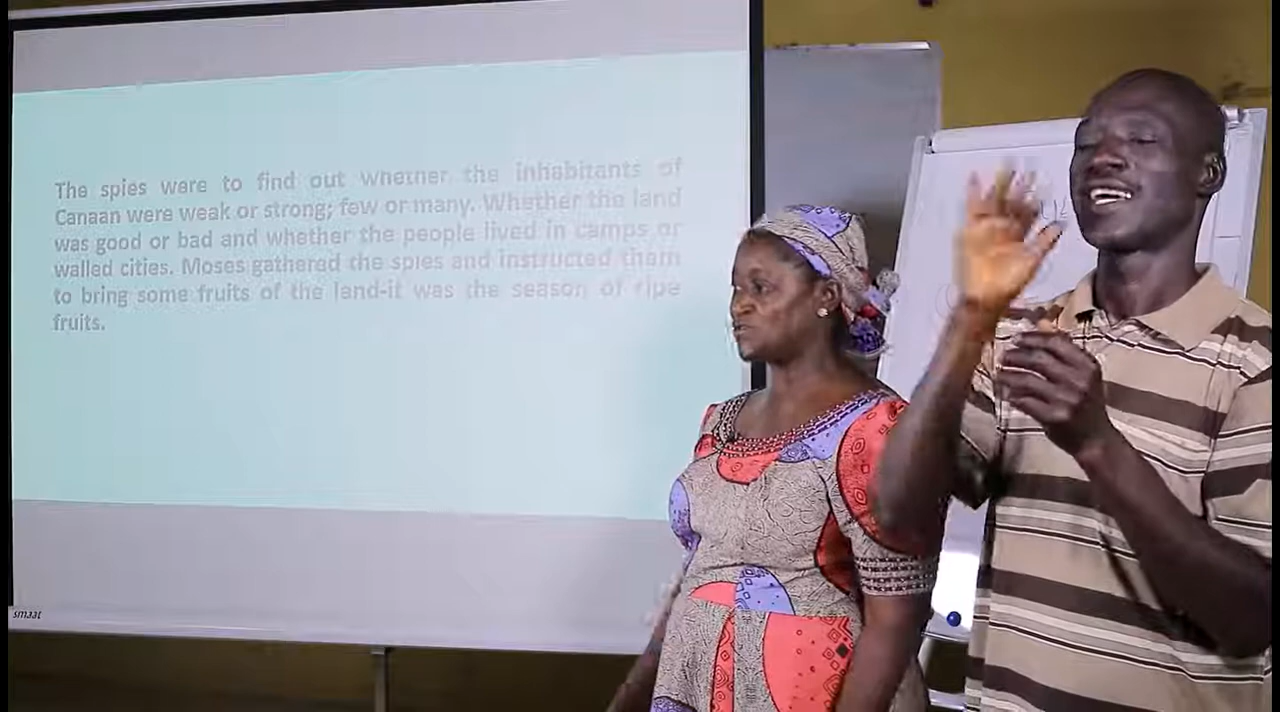 The spies were to find out whether the inhabitants of
Canaan were weak or strong; few or many. Whether the land
was good or bad and whether the people lived in camps or
walled cities. Moses gathered the spies and instructed them
to bring some fruits of the land-it was the season of ripe
fruits.
smaat